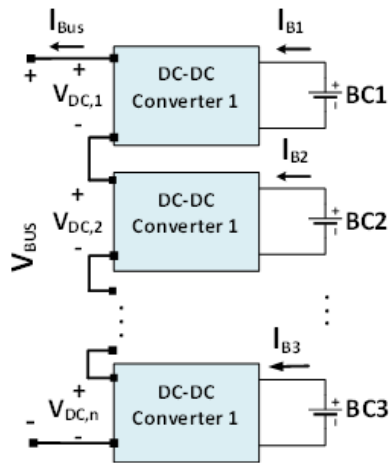 I_Bus
I_B1
+
+
V_DC,1
-
DC-DC
Converter 1
+
-
BC1
I_B2
+
V_DC,2
-
DC-DC
Converter 1
+
-
BC2
V_BUS
I_B3
+
V_DC,n
-
-
DC-DC
Converter 1
+
-
BC3